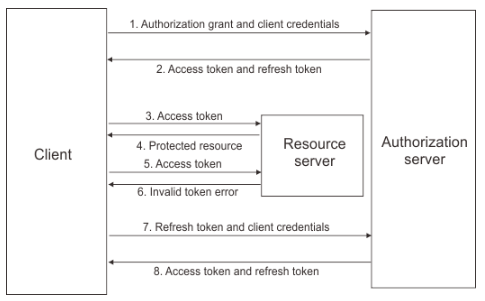 1. Authorization grant and client credentials
2. Access token and refresh token
3. Access token
4. Protected resource
5. Access token
6. Invalid token error
Client
Resource
server
Authorization
server
7. Refresh token and client credentials
8. Access token and refresh token